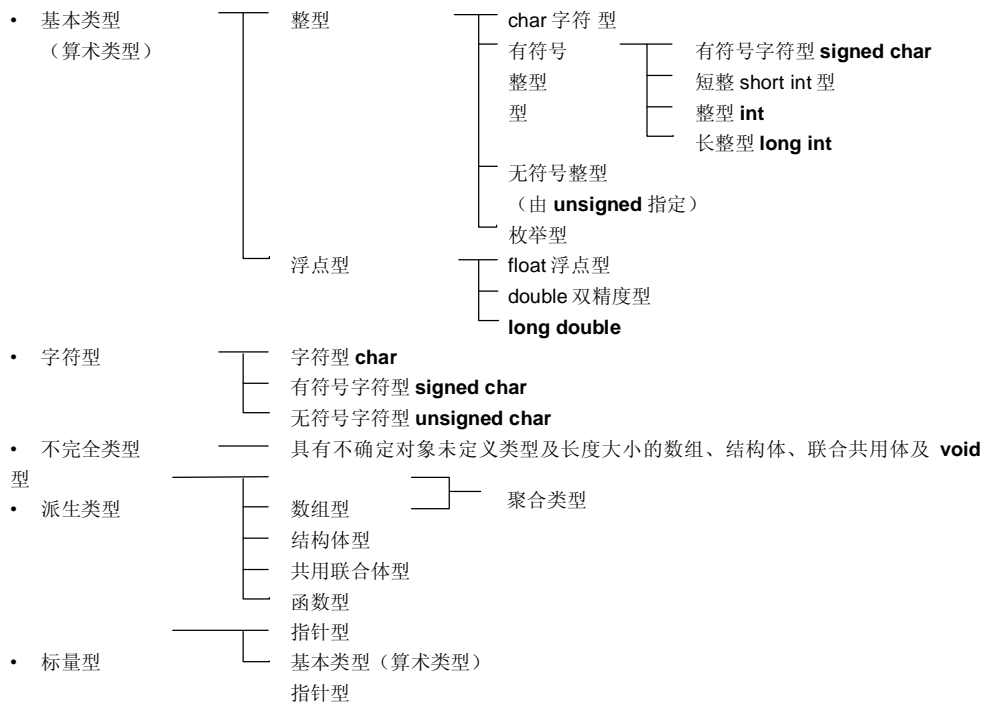 • 基本类型 整型 char 字符 型
（算术类型） 有符号 有符号字符型 signed char
整型 短整 short int 型
型 整型 int
长整型 long int
无符号整型
（由 unsigned 指定）
枚举型
浮点型 float 浮点型
double 双精度型
long double
• 字符型 字符型 char
有符号字符型 signed char
无符号字符型 unsigned char
• 不完全类型 具有不确定对象未定义类型及长度大小的数组、结构体、联合共用体及 void
型
• 派生类型 数组型 聚合类型
结构体型
共用联合体型
函数型
指针型
• 标量型 基本类型（算术类型）
指针型